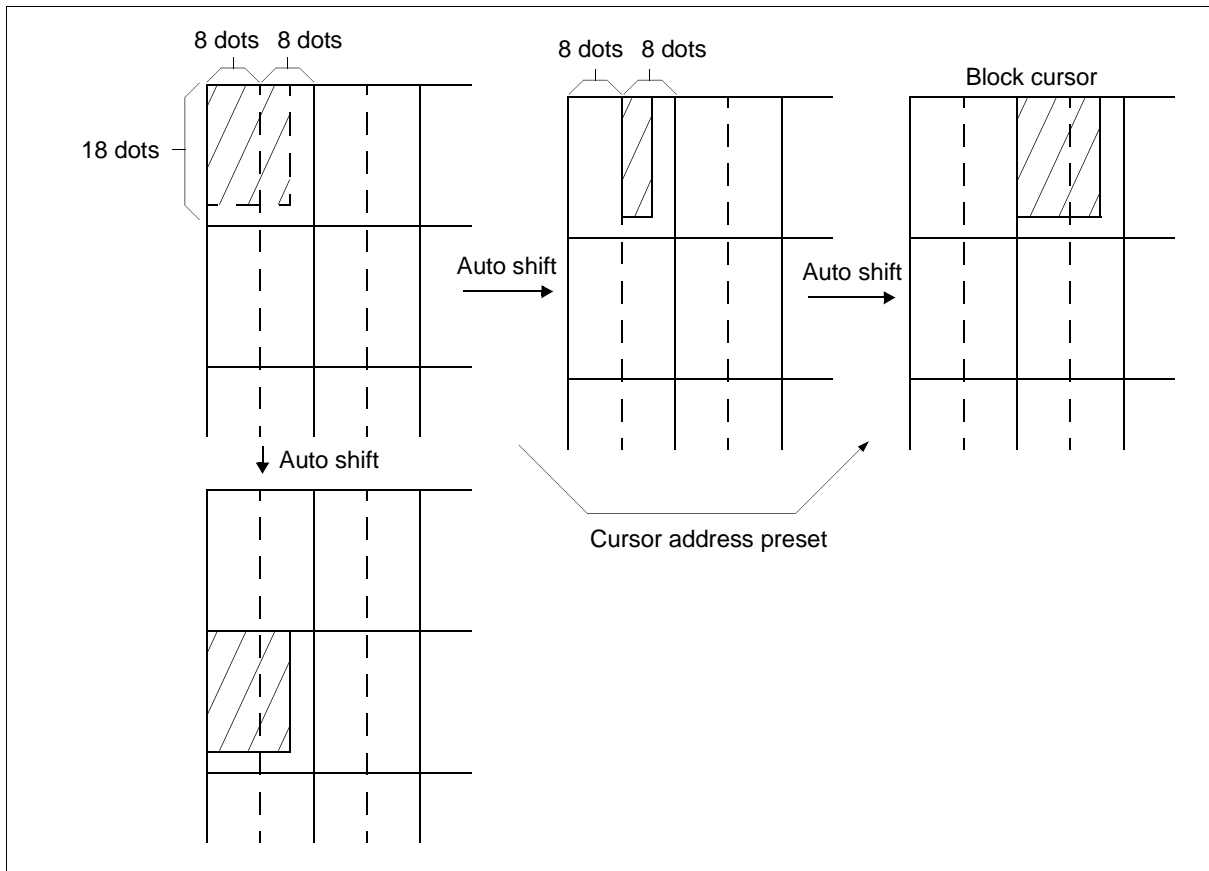 8 dots 8 dots
18 dots
8 dots 8 dots
Block cursor
Auto shift
Auto shift
Auto shift
Cursor address preset